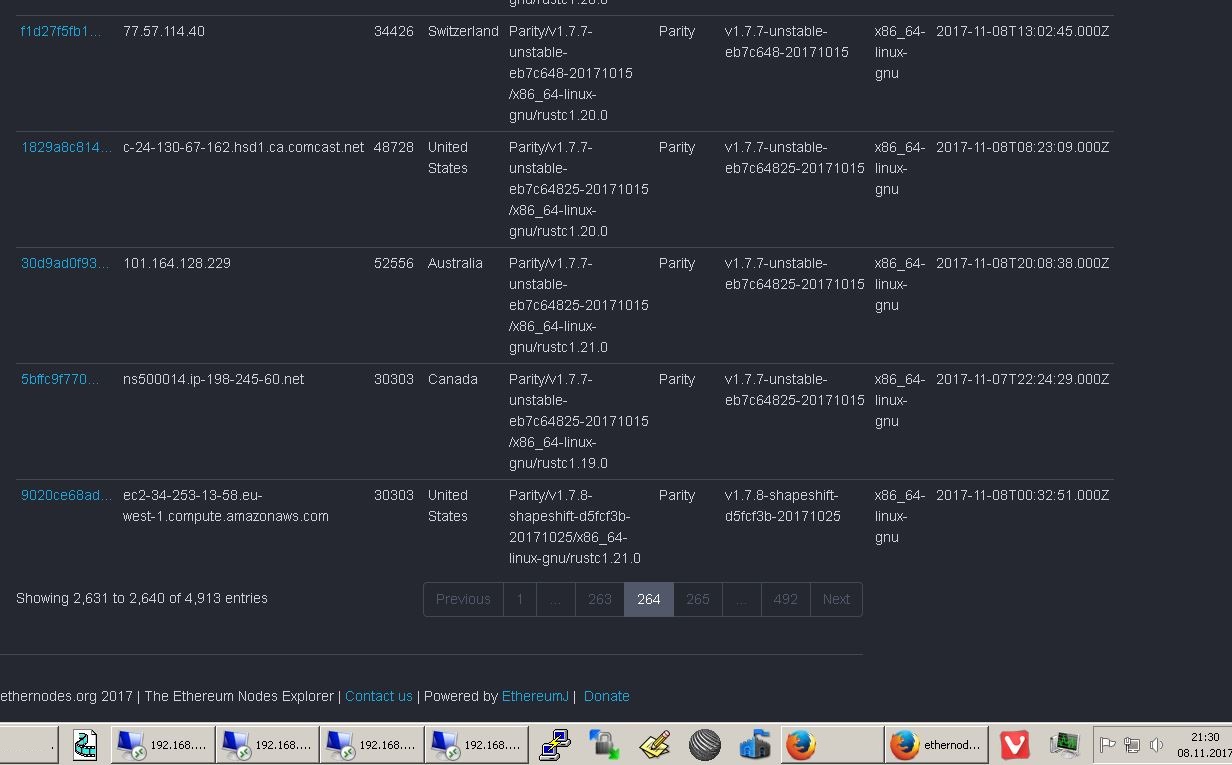 gnu/rustc1.20.0
f1d27f5fb1... 77.57.114.40 34426 Switzerland Parity/v1.7.7- Parity v1.7.7-unstable- x86_64- 2017-11-08T13:02:45.000Z
unstable- eb7c648-20171015 linux-
eb7c648-20171015 gnu
/x86_64-linux-
gnu/rustc1.20.0
1829a8c814... c-24-130-67-162.hsd1.ca.comcast.net 48728 United Parity/v1.7.7- Parity v1.7.7-unstable- x86_64- 2017-11-08T08:23:09.000Z
States unstable- eb7c64825-20171015 linux-
eb7c64825-20171015 gnu
/x86_64-linux-
gnu/rustc1.20.0
30d9ad0f93... 101.164.128.229 52556 Australia Parity/v1.7.7- Parity v1.7.7-unstable- x86_64- 2017-11-08T20:08:38.000Z
unstable- eb7c64825-20171015 linux-
eb7c64825-20171015 gnu
/x86_64-linux-
gnu/rustc1.21.0
5bffc9f770... ns500014.ip-198-245-60.net 30303 Canada Parity/v1.7.7- Parity v1.7.7-unstable- x86_64- 2017-11-07T22:24:29.000Z
unstable- eb7c64825-20171015 linux-
eb7c64825-20171015 gnu
/x86_64-linux-
gnu/rustc1.19.0
9020ce68ad... ec2-34-253-13-58.eu- 30303 United Parity/v1.7.8- Parity v1.7.8-shapeshift- x86_64- 2017-11-08T00:32:51.000Z
west-1.compute.amazonaws.com States shapeshift-d5fcf3b- d5fcf3b-20171025 linux-
20171025/x86_64- gnu
linux-gnu/rustc1.21.0
Showing 2,631 to 2,640 of 4,913 entries Previous 1 ... 263 264 265 ... 492 Next
ethernodes.org 2017 | The Ethereum Nodes Explorer | Contact us | Powered by EthereumJ | Donate
192.168.... 192.168.... 192.168.... 192.168.... ethernod... 21:30
08.11.2017